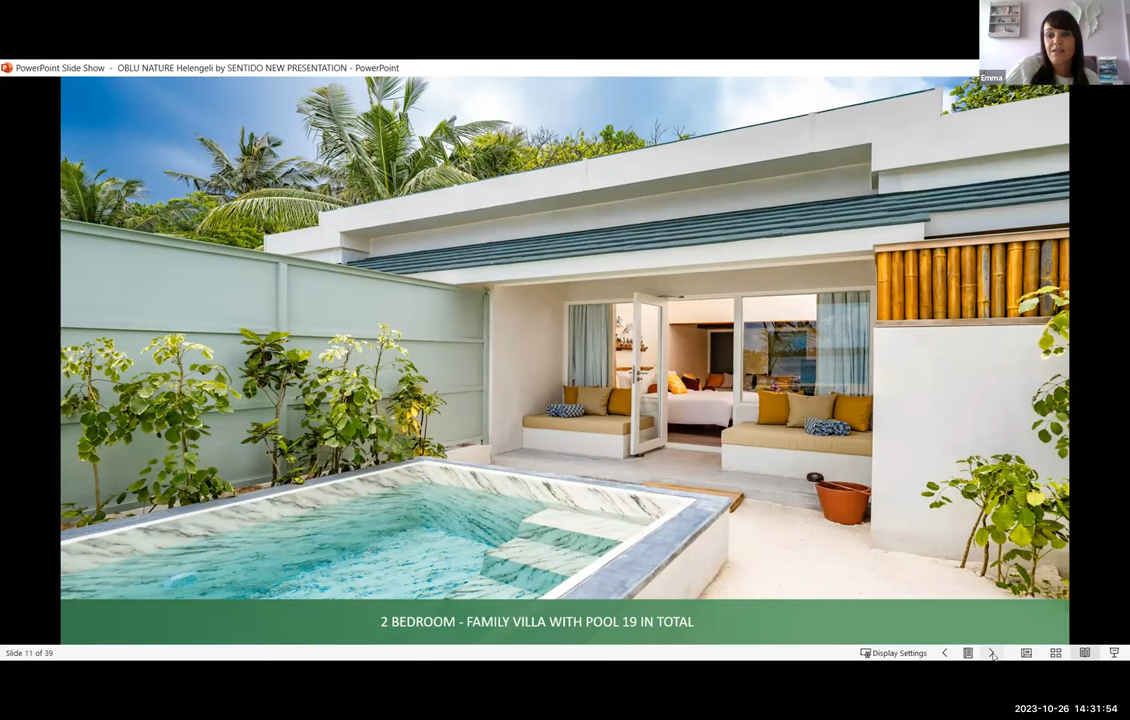 PowerPoint Slide Show - OBLU NATURE Helengeli by SENTIDO NEW PRESENTATION - PowerPoint
Emma
2 BEDROOM - FAMILY VILLA WITH POOL 19 IN TOTAL
Slide 11 of 39
Display Settings
2023-10-26 14:31:54